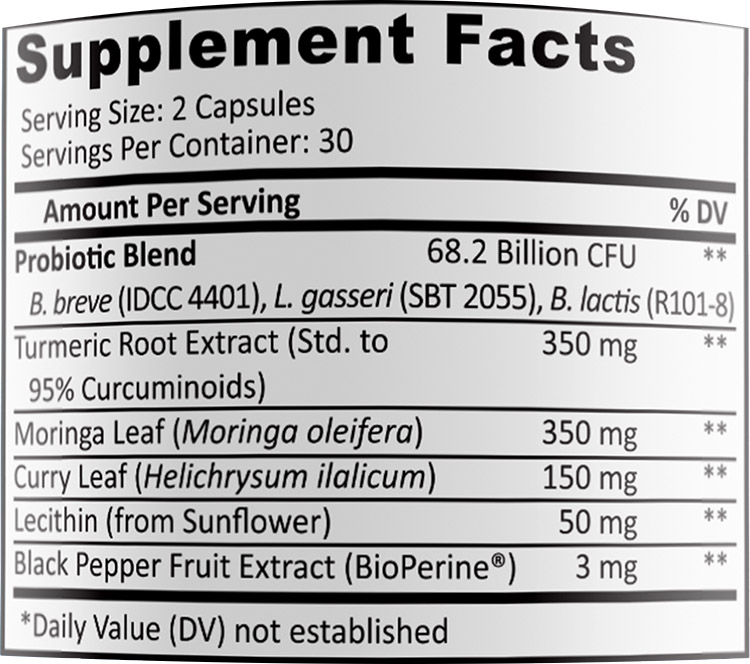 Supplement Facts
Serving Size: 2 Capsules
Servings Per Container: 30
Amount Per Serving % DV
Probiotic Blend 68.2 Billion CFU **
B. breve (IDCC 4401), L. gasseri (SBT 2055), B. lactis (R101-8)
Turmeric Root Extract (Std. to 350 mg **
95% Curcuminoids)
Moringa Leaf (Moringa oleifera) 350 mg **
Curry Leaf (Helichrysum ilalicum) 150 mg **
Lecithin (from Sunflower) 50 mg **
Black Pepper Fruit Extract (BioPerine®) 3 mg **
*Daily Value (DV) not established